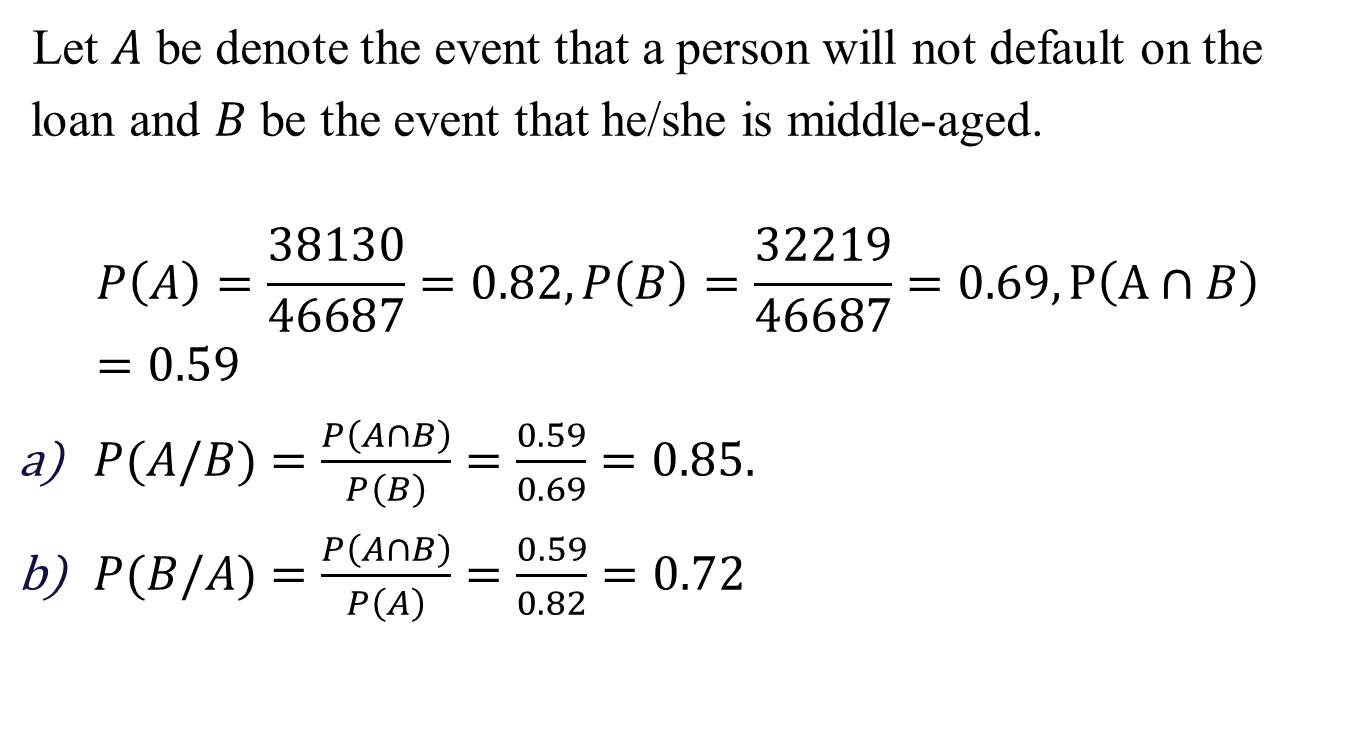 Let A be denote the event that a person will not default on the
loan and B be the event that he/she is middle-aged.
P(A) = 38130/46687 = 0.82, P(B) = 32219/46687 = 0.69, P(A ∩ B)
= 0.59
a) P(A/B) = P(A∩B)/P(B) = 0.59/0.69 = 0.85.
b) P(B/A) = P(A∩B)/P(A) = 0.59/0.82 = 0.72